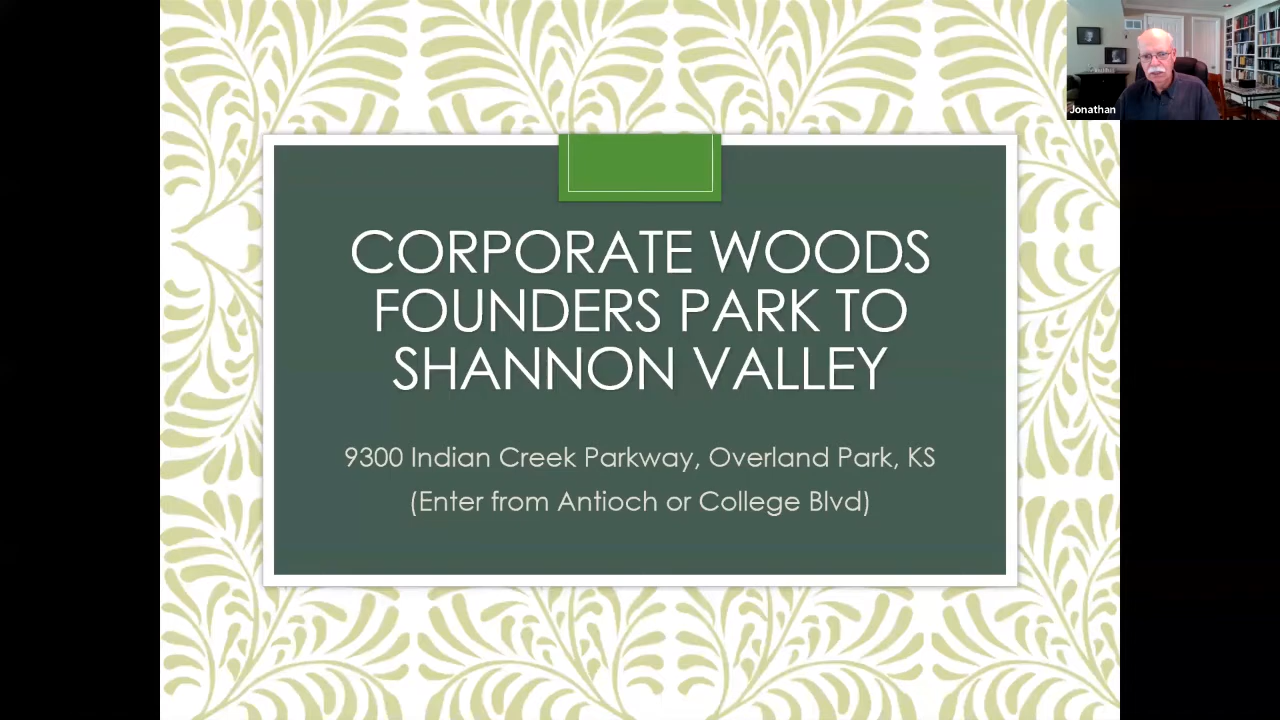 Jonathan
CORPORATE WOODS
FOUNDERS PARK TO
SHANNON VALLEY
9300 Indian Creek Parkway, Overland Park, KS
(Enter from Antioch or College Blvd)